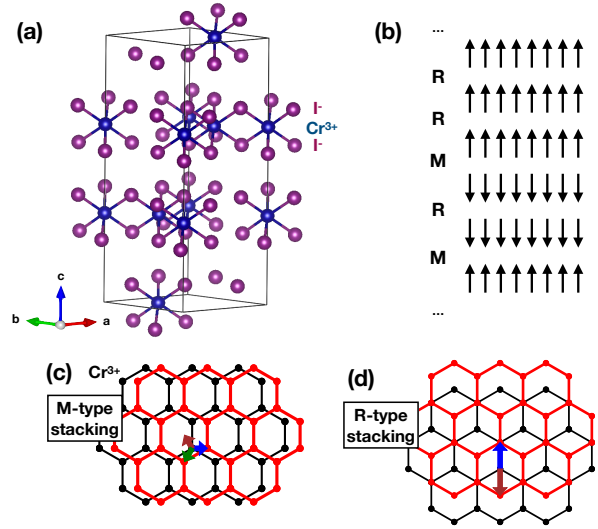 (a)
I⁻
Cr³⁺
I⁻
c
b
a
(b)
...
R
R
M
R
M
...
(c)
Cr³⁺
M-type
stacking
(d)
R-type
stacking